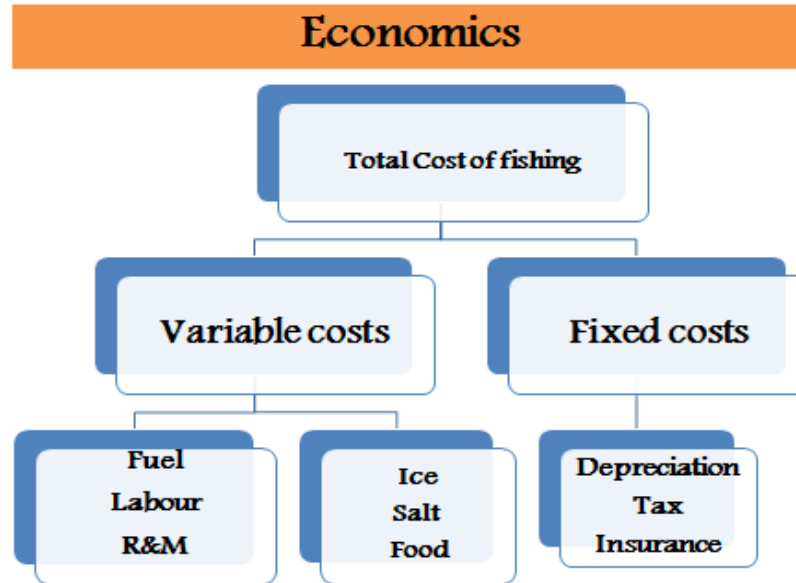 Economics
Total Cost of fishing
Variable costs
Fixed costs
Fuel
Labour
R&M
Ice
Salt
Food
Depreciation
Tax
Insurance